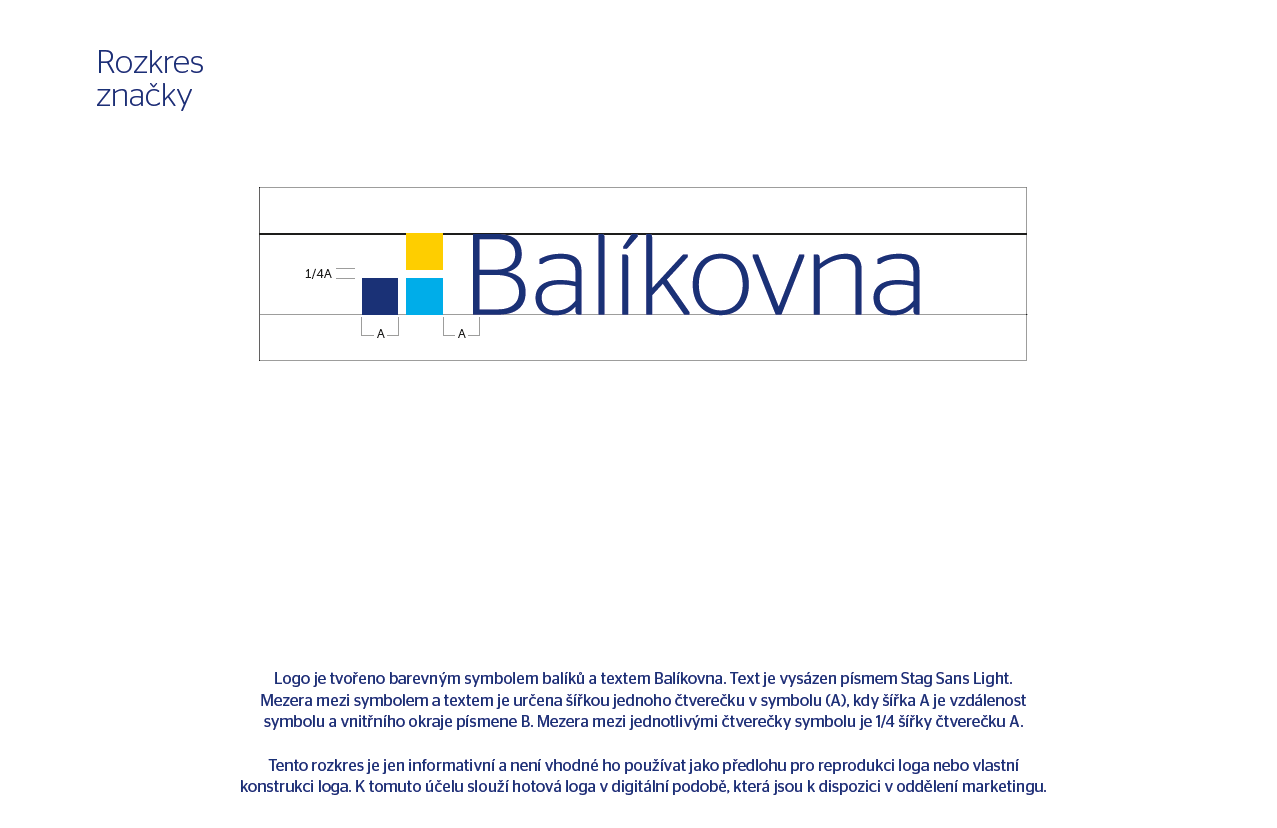 Rozkres
značky
Balíkovna
1/4A
A
A
Logo je tvořeno barevným symbolem balíků a textem Balíkovna. Text je vysázen písmem Stag Sans Light.
Mezera mezi symbolem a textem je určena šířkou jednoho čtverečku v symbolu (A), kdy šířka A je vzdálenost
symbolu a vnitřního okraje písmene B. Mezera mezi jednotlivými čtverečky symbolu je 1/4 šířky čtverečku A.
Tento rozkres je jen informativní a není vhodné ho používat jako předlohu pro reprodukci loga nebo vlastní
konstrukci loga. K tomuto účelu slouží hotová loga v digitální podobě, která jsou k dispozici v oddělení marketingu.